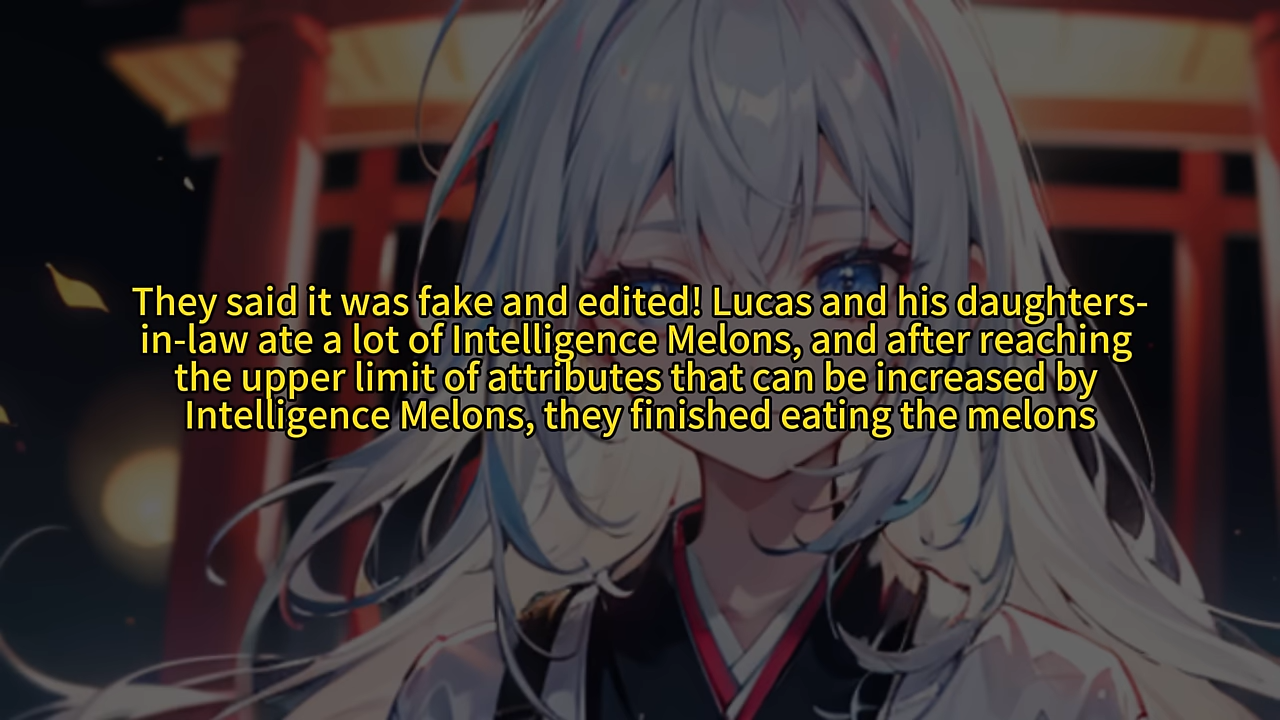 They said it was fake and edited! Lucas and his daughters-
in-law ate a lot of Intelligence Melons, and after reaching
the upper limit of attributes that can be increased by
Intelligence Melons, they finished eating the melons